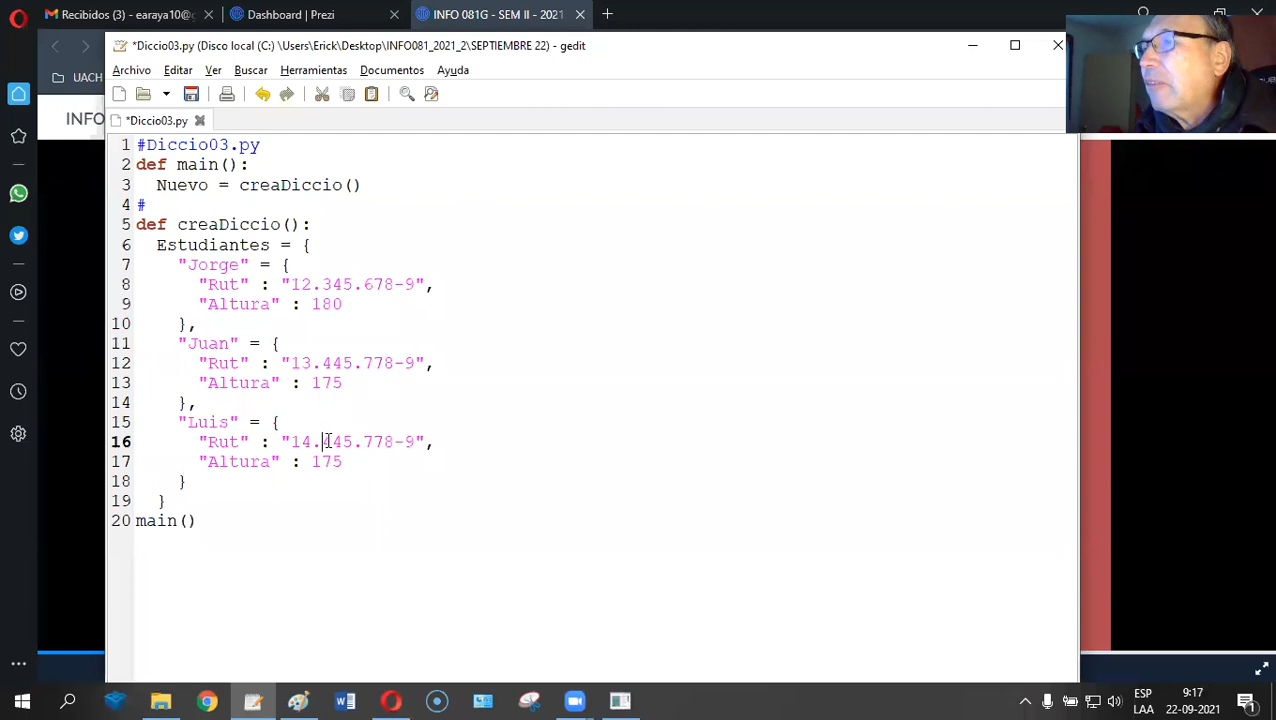 Recibidos (3) - earaya10@g
Dashboard | Prezi
INFO 081G - SEM II - 2021
*Diccio03.py (Disco local (C:) \Users\Erick\Desktop\INFO081_2021_2\SEPTIEMBRE 22) - gedit
Archivo Editar Ver Buscar Herramientas Documentos Ayuda
UACH
INFO
*Diccio03.py
1 #Diccio03.py
2 def main():
3   Nuevo = creaDiccio()
4 #
5 def creaDiccio():
6   Estudiantes = {
7     "Jorge" = {
8       "Rut" : "12.345.678-9",
9       "Altura" : 180
10     },
11     "Juan" = {
12       "Rut" : "13.445.778-9",
13       "Altura" : 175
14     },
15     "Luis" = {
16       "Rut" : "14.445.778-9",
17       "Altura" : 175
18     }
19   }
20 main()
ESP
LAA
9:17
22-09-2021
1